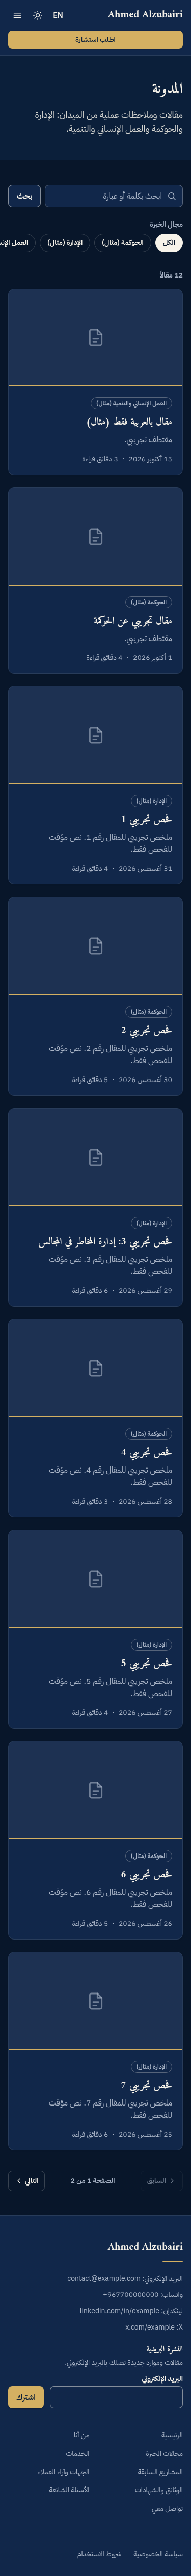 Ahmed Alzubairi
EN
اطلب استشارة
المدونة
مقالات وملاحظات عملية من الميدان: الإدارة
والحوكمة والعمل الإنساني والتنمية.
ابحث بكلمة أو عبارة
بحث
مجال الخبرة
الكل
الحوكمة (مثال)
الإدارة (مثال)
العمل الإنس
12 مقالاً
العمل الإنساني والتنمية (مثال)
مقال بالعربية فقط (مثال)
مقتطف تجريبي.
15 أكتوبر 2026 · 3 دقائق قراءة
الحوكمة (مثال)
مقال تجريبي عن الحوكمة
مقتطف تجريبي.
1 أكتوبر 2026 · 4 دقائق قراءة
الإدارة (مثال)
فحص تجريبي 1
ملخص تجريبي للمقال رقم 1. نص مؤقت
للفحص فقط.
31 أغسطس 2026 · 4 دقائق قراءة
الحوكمة (مثال)
فحص تجريبي 2
ملخص تجريبي للمقال رقم 2. نص مؤقت
للفحص فقط.
30 أغسطس 2026 · 5 دقائق قراءة
الإدارة (مثال)
فحص تجريبي 3: إدارة المخاطر في المجالس
ملخص تجريبي للمقال رقم 3. نص مؤقت
للفحص فقط.
29 أغسطس 2026 · 6 دقائق قراءة
الحوكمة (مثال)
فحص تجريبي 4
ملخص تجريبي للمقال رقم 4. نص مؤقت
للفحص فقط.
28 أغسطس 2026 · 3 دقائق قراءة
الإدارة (مثال)
فحص تجريبي 5
ملخص تجريبي للمقال رقم 5. نص مؤقت
للفحص فقط.
27 أغسطس 2026 · 4 دقائق قراءة
الحوكمة (مثال)
فحص تجريبي 6
ملخص تجريبي للمقال رقم 6. نص مؤقت
للفحص فقط.
26 أغسطس 2026 · 5 دقائق قراءة
الإدارة (مثال)
فحص تجريبي 7
ملخص تجريبي للمقال رقم 7. نص مؤقت
للفحص فقط.
25 أغسطس 2026 · 6 دقائق قراءة
السابق
الصفحة 1 من 2
التالي
Ahmed Alzubairi
البريد الإلكتروني: contact@example.com
واتساب: 967700000000+
لينكدإن: linkedin.com/in/example
X: x.com/example
النشرة البريدية
مقالات وموارد جديدة تصلك بالبريد الإلكتروني.
البريد الإلكتروني
اشترك
الرئيسية
من أنا
مجالات الخبرة
الخدمات
المشاريع السابقة
الجهات وآراء العملاء
الوثائق والشهادات
الأسئلة الشائعة
تواصل معي
سياسة الخصوصية
شروط الاستخدام